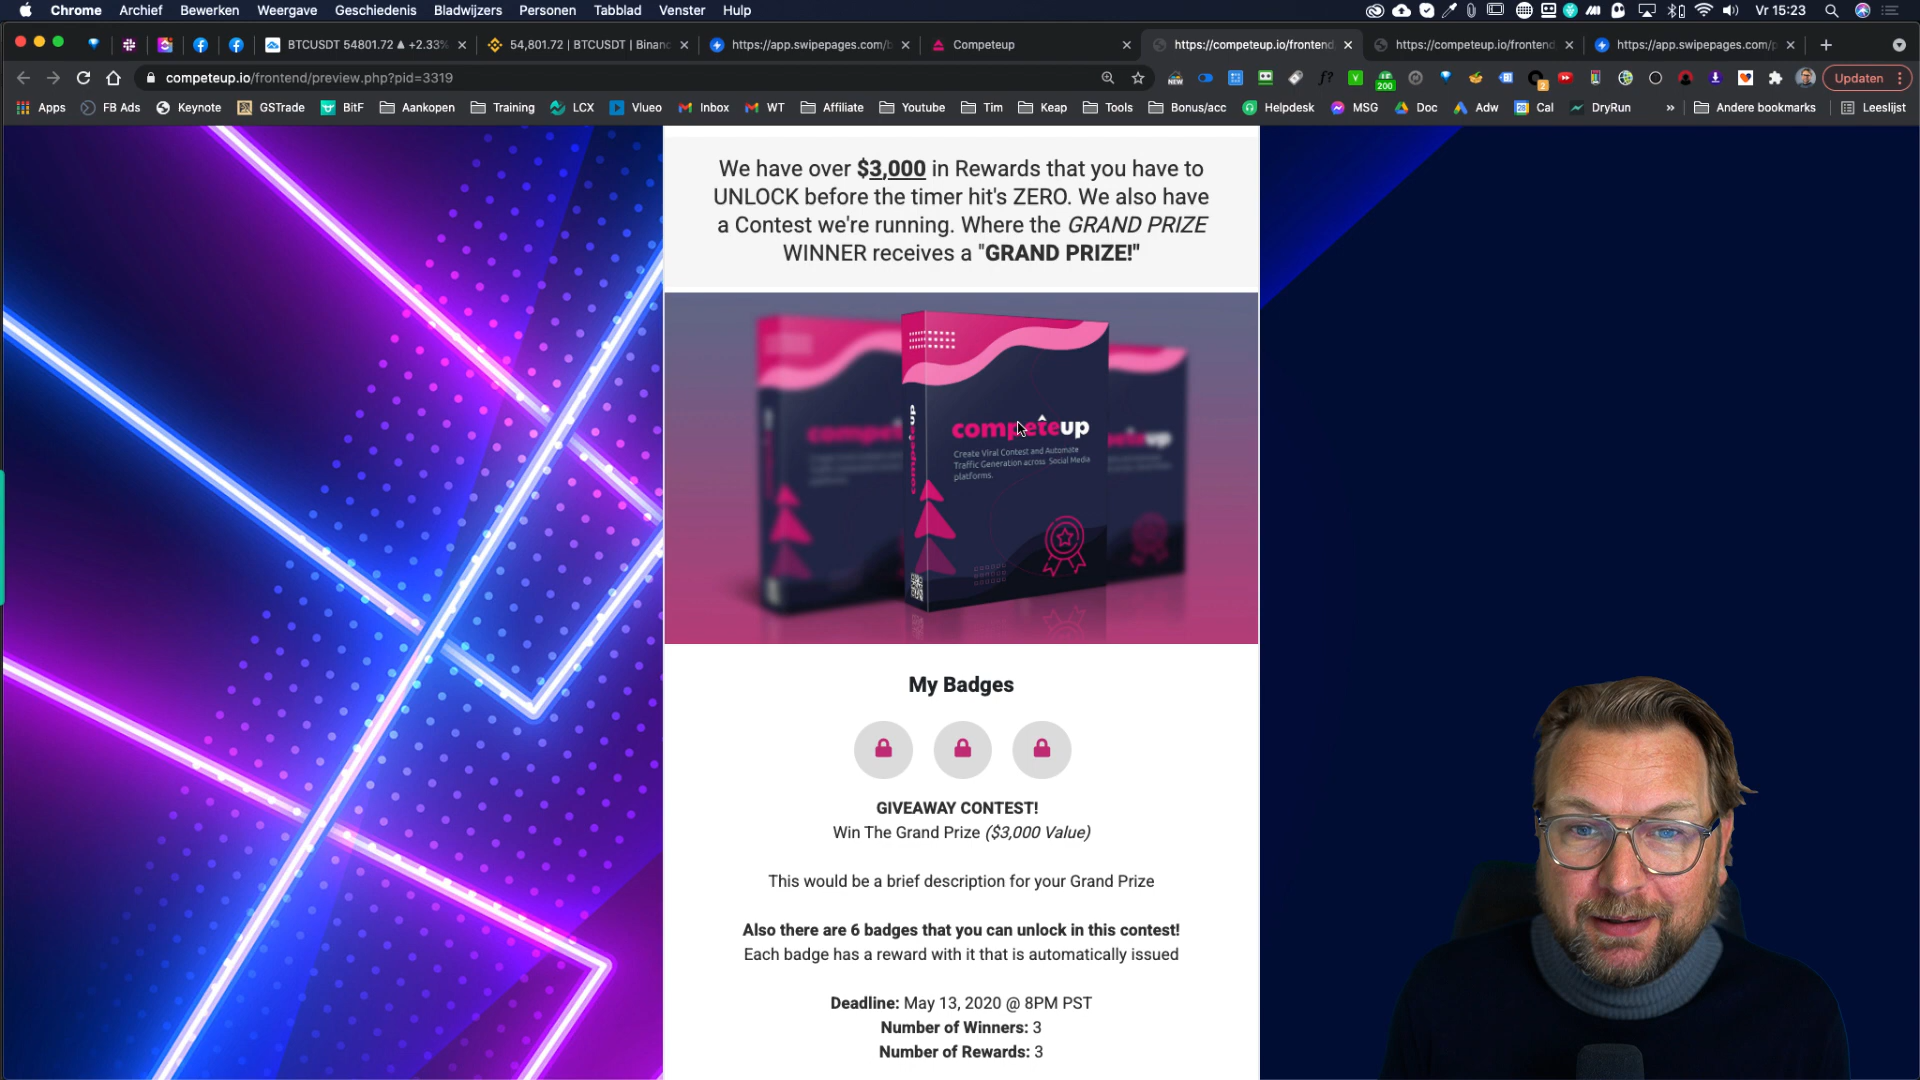 Chrome Archief Bewerken Weergave Geschiedenis Bladwijzers Personen Tabblad Venster Hulp Vr 15:23
BTCUSDT 54801.72 ▲ +2.33% 54,801.72 | BTCUSDT | Binanc https://app.swipepages.com/b Competeup https://competeup.io/frontend https://competeup.io/frontend https://app.swipepages.com/p
competeup.io/frontend/preview.php?pid=3319 Updaten
Apps FB Ads Keynote GSTrade BitF Aankopen Training LCX Vlueo Inbox WT Affiliate Youtube Tim Keap Tools Bonus/acc Helpdesk MSG Doc Adw Cal DryRun » Andere bookmarks Leeslijst
We have over $3,000 in Rewards that you have to
UNLOCK before the timer hit's ZERO. We also have
a Contest we're running. Where the GRAND PRIZE
WINNER receives a "GRAND PRIZE!"
competeup
competeup
Create Viral Contest and Automate
Traffic Generation across Social Media
platforms.
My Badges
GIVEAWAY CONTEST!
Win The Grand Prize ($3,000 Value)
This would be a brief description for your Grand Prize
Also there are 6 badges that you can unlock in this contest!
Each badge has a reward with it that is automatically issued
Deadline: May 13, 2020 @ 8PM PST
Number of Winners: 3
Number of Rewards: 3